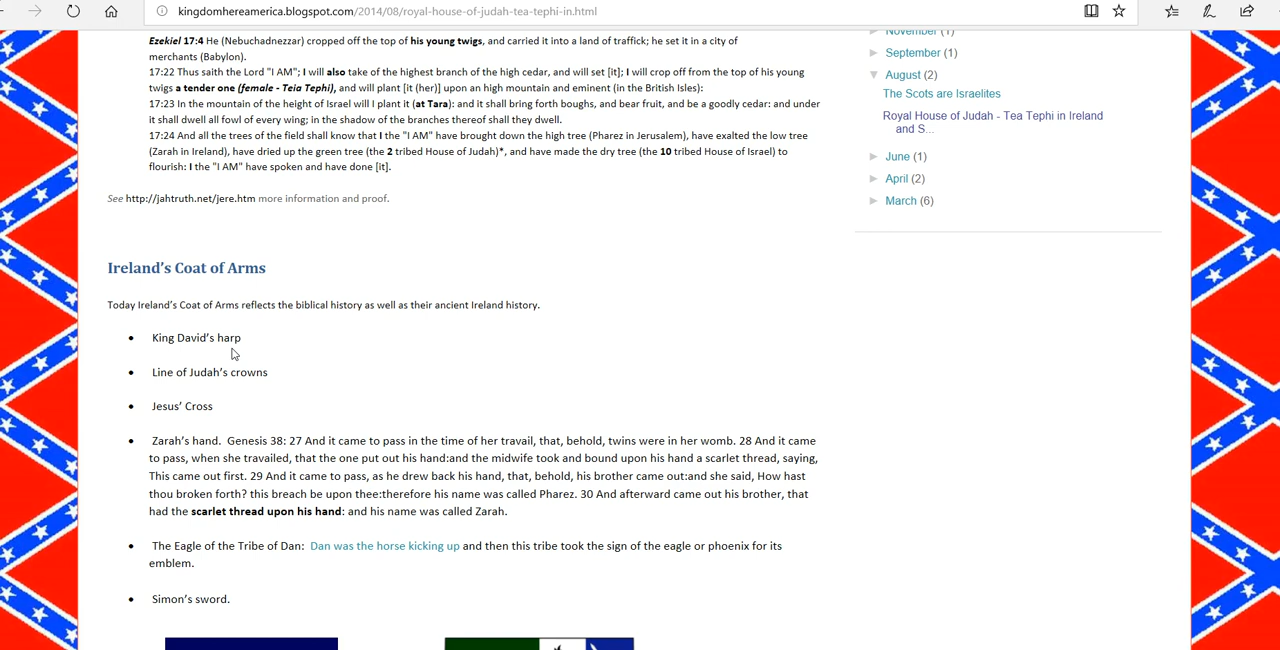 kingdomhereamerica.blogspot.com/2014/08/royal-house-of-judah-tea-tephi-in.html
Ezekiel 17:4 He (Nebuchadnezzar) cropped off the top of his young twigs, and carried it into a land of traffick; he set it in a city of
merchants (Babylon).
17:22 Thus saith the Lord "I AM"; I will also take of the highest branch of the high cedar, and will set [it]; I will crop off from the top of his young
twigs a tender one (female - Teia Tephi), and will plant [it (her)] upon an high mountain and eminent (in the British Isles):
17:23 In the mountain of the height of Israel will I plant it (at Tara): and it shall bring forth boughs, and bear fruit, and be a goodly cedar: and under
it shall dwell all fowl of every wing; in the shadow of the branches thereof shall they dwell.
17:24 And all the trees of the field shall know that I the "I AM" have brought down the high tree (Pharez in Jerusalem), have exalted the low tree
(Zarah in Ireland), have dried up the green tree (the 2 tribed House of Judah)*, and have made the dry tree (the 10 tribed House of Israel) to
flourish: I the "I AM" have spoken and have done [it].
See http://jahtruth.net/jere.htm more information and proof.
Ireland's Coat of Arms
Today Ireland's Coat of Arms reflects the biblical history as well as their ancient Ireland history.
• King David's harp
• Line of Judah's crowns
• Jesus' Cross
• Zarah's hand. Genesis 38: 27 And it came to pass in the time of her travail, that, behold, twins were in her womb. 28 And it came
to pass, when she travailed, that the one put out his hand:and the midwife took and bound upon his hand a scarlet thread, saying,
This came out first. 29 And it came to pass, as he drew back his hand, that, behold, his brother came out:and she said, How hast
thou broken forth? this breach be upon thee:therefore his name was called Pharez. 30 And afterward came out his brother, that
had the scarlet thread upon his hand: and his name was called Zarah.
• The Eagle of the Tribe of Dan: Dan was the horse kicking up and then this tribe took the sign of the eagle or phoenix for its
emblem.
• Simon's sword.
November (1)
September (1)
August (2)
The Scots are Israelites
Royal House of Judah - Tea Tephi in Ireland
and S...
June (1)
April (2)
March (6)